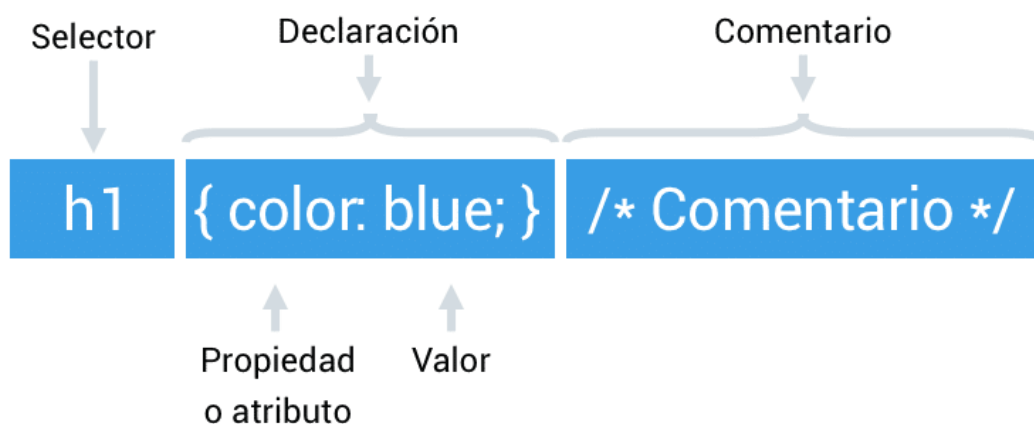 Selector
Declaración
Comentario
h1 { color: blue; } /* Comentario */
Propiedad
o atributo
Valor